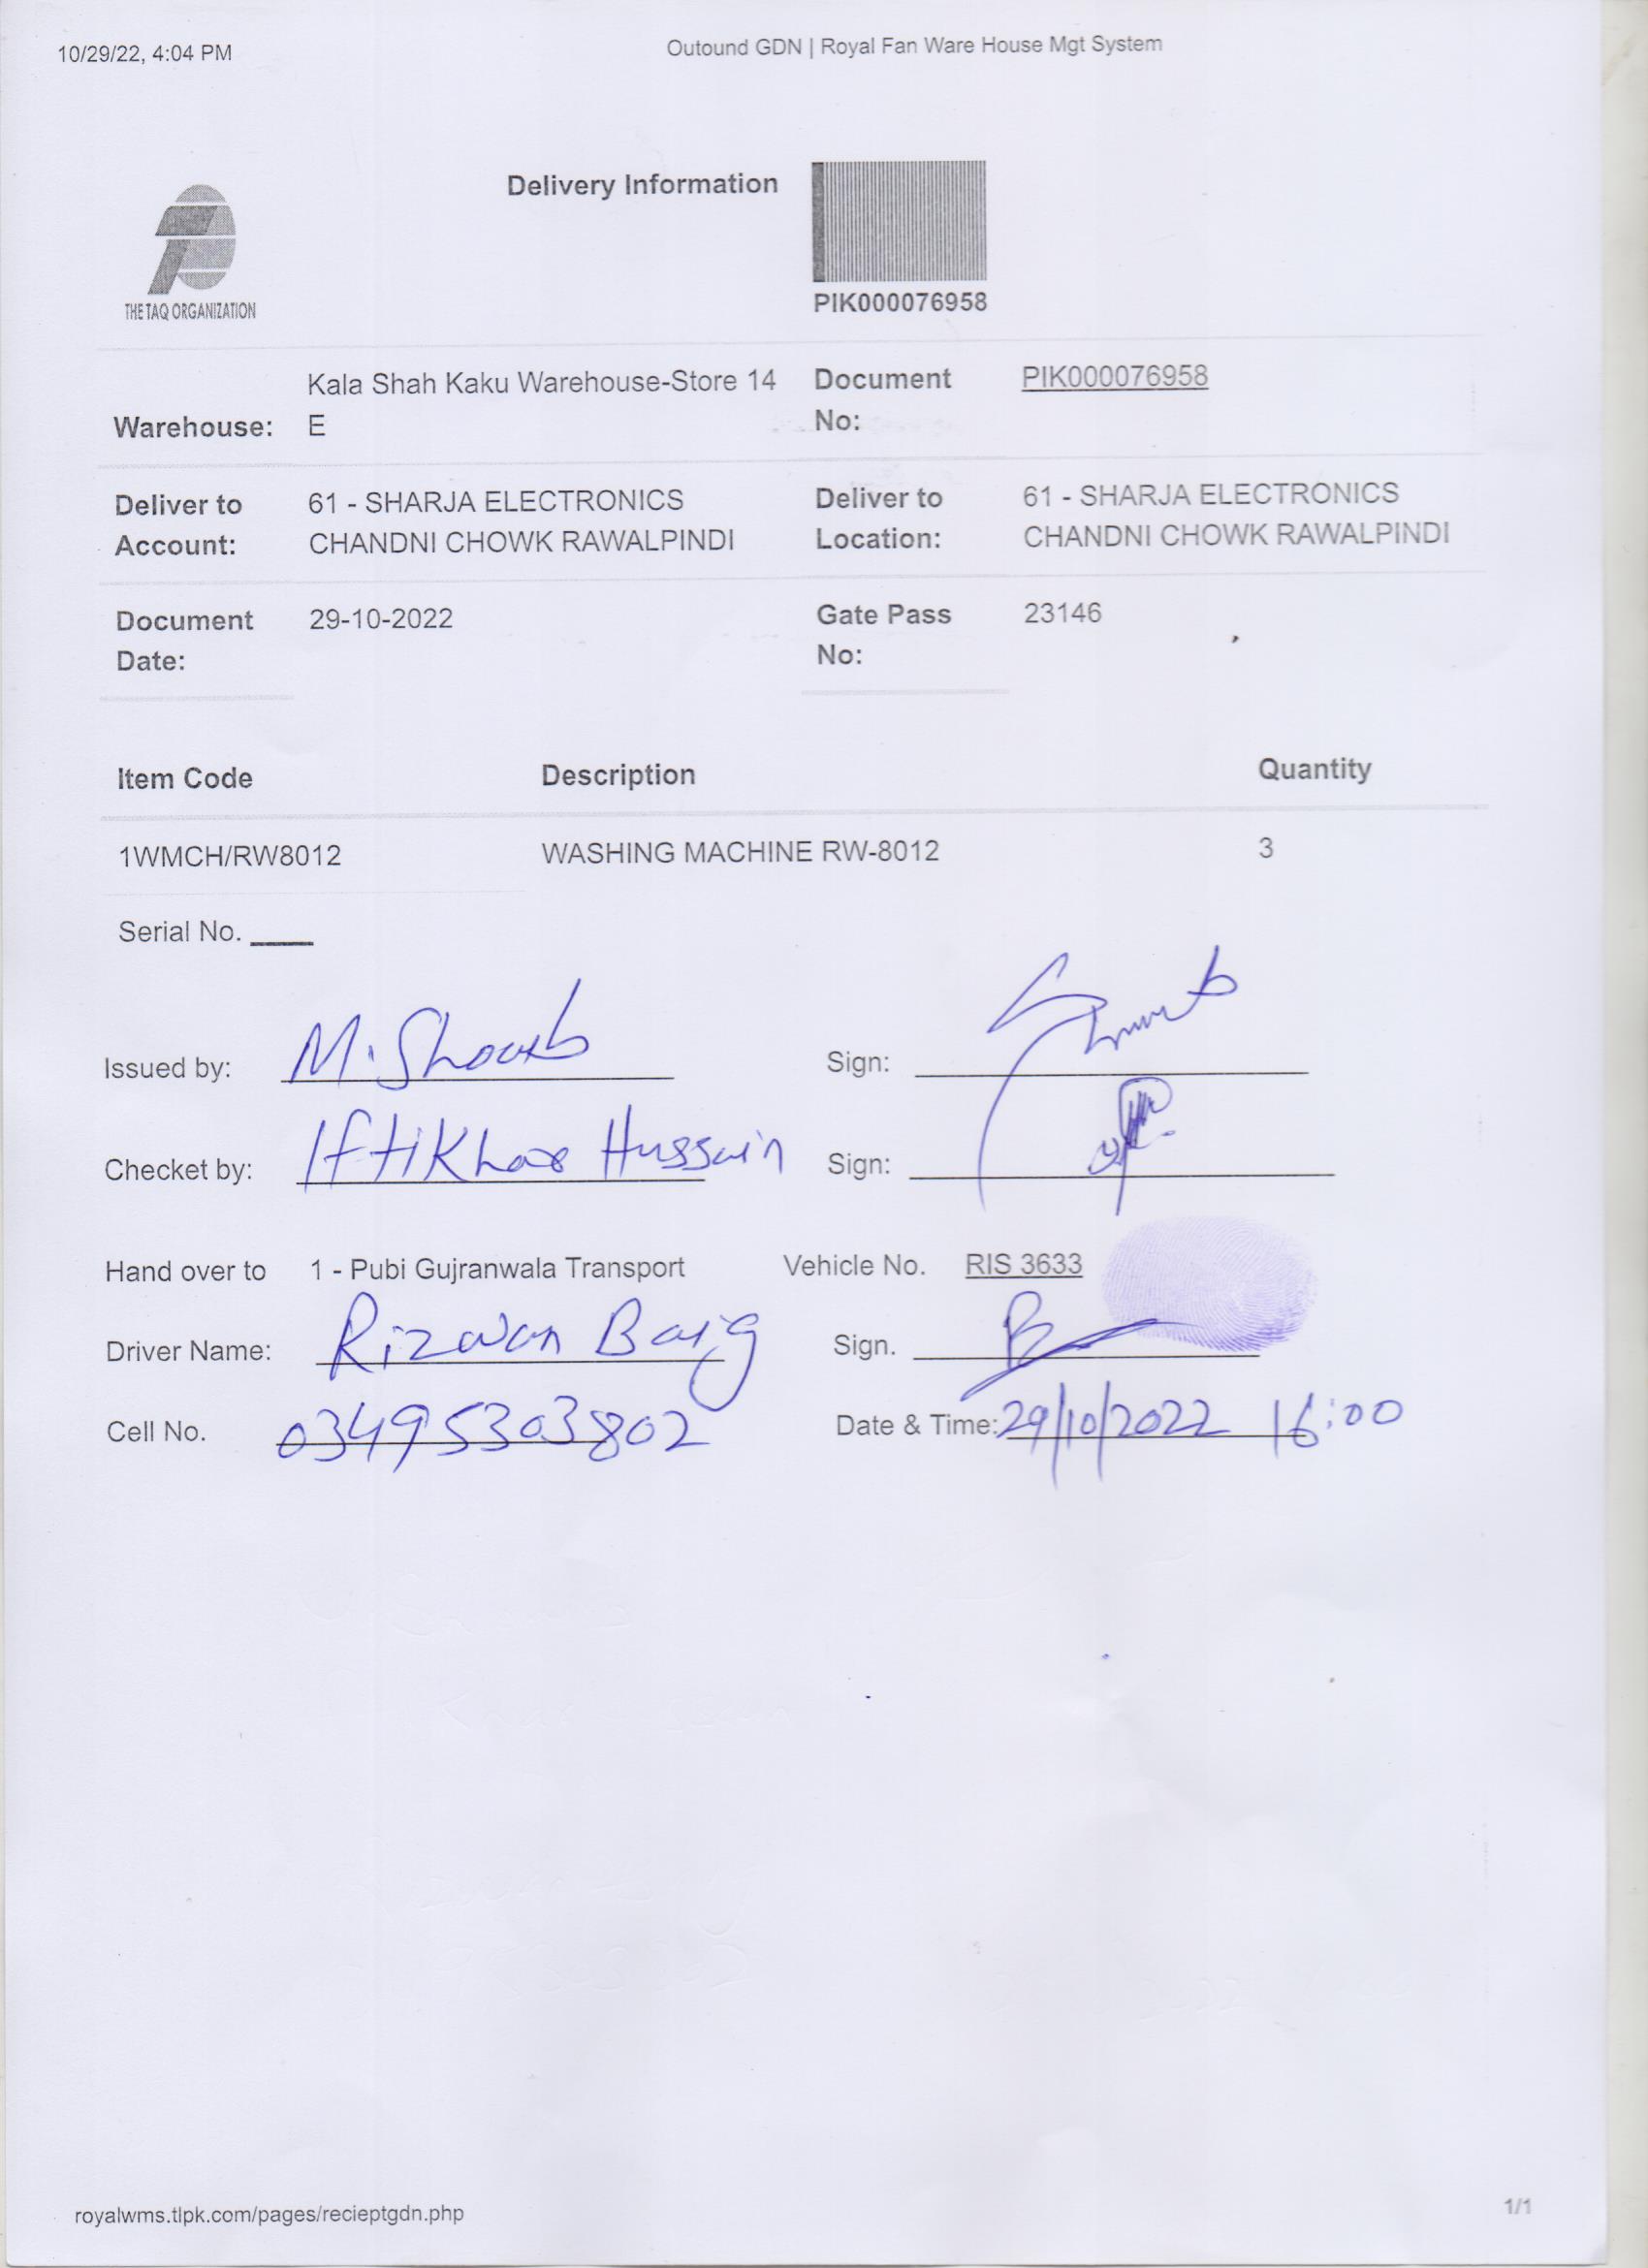 10/29/22, 4:04 PM
Outound GDN | Royal Fan Ware House Mgt System
Delivery Information
THE TAQ ORGANIZATION
PIK000076958
Warehouse: Kala Shah Kaku Warehouse-Store 14 E
Document No: PIK000076958
Deliver to Account: 61 - SHARJA ELECTRONICS CHANDNI CHOWK RAWALPINDI
Deliver to Location: 61 - SHARJA ELECTRONICS CHANDNI CHOWK RAWALPINDI
Document Date: 29-10-2022
Gate Pass No: 23146
Item Code Description Quantity
1WMCH/RW8012 WASHING MACHINE RW-8012 3
Serial No.
Issued by: M. Shoaib Sign:
Checket by: Iftikhar Hussain Sign:
Hand over to 1 - Pubi Gujranwala Transport Vehicle No. RIS 3633
Driver Name: Rizwan Baig Sign.
Cell No. 03495303802 Date & Time: 29/10/2022 16:00
royalwms.tlpk.com/pages/recieptgdn.php 1/1